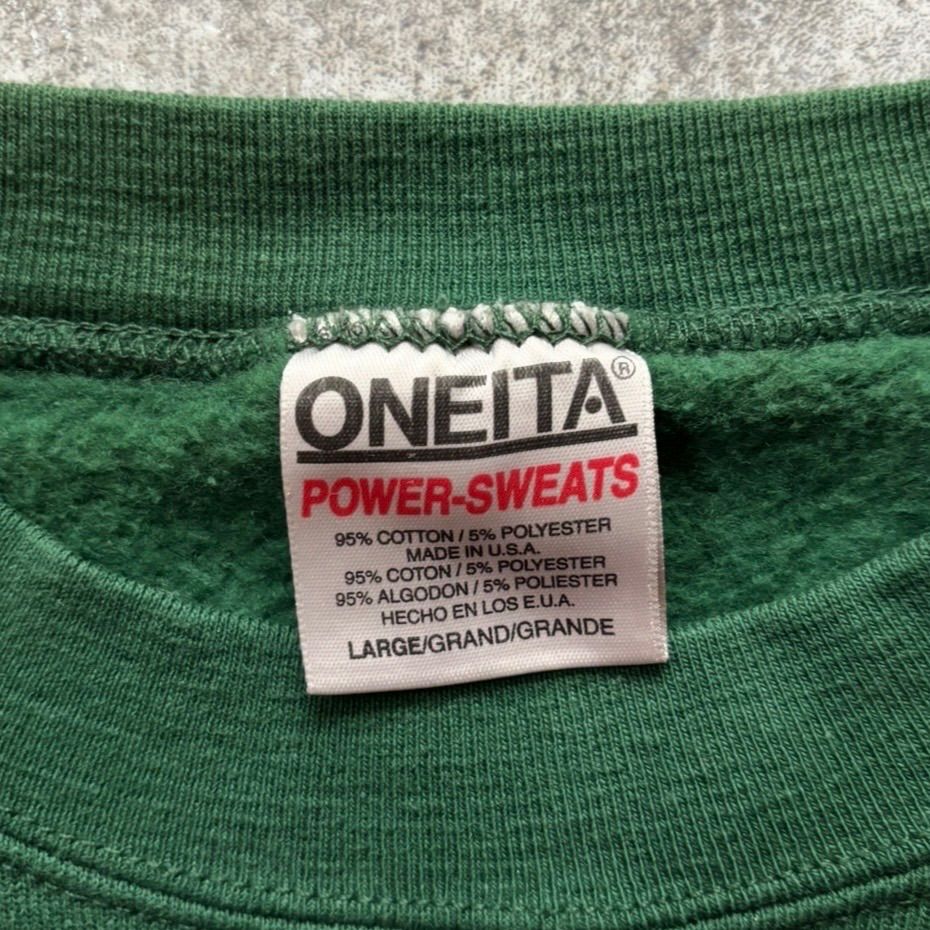 ONEITA®
POWER-SWEATS
95% COTTON / 5% POLYESTER
MADE IN U.S.A.
95% COTON / 5% POLYESTER
95% ALGODON / 5% POLIESTER
HECHO EN LOS E.U.A.
LARGE/GRAND/GRANDE